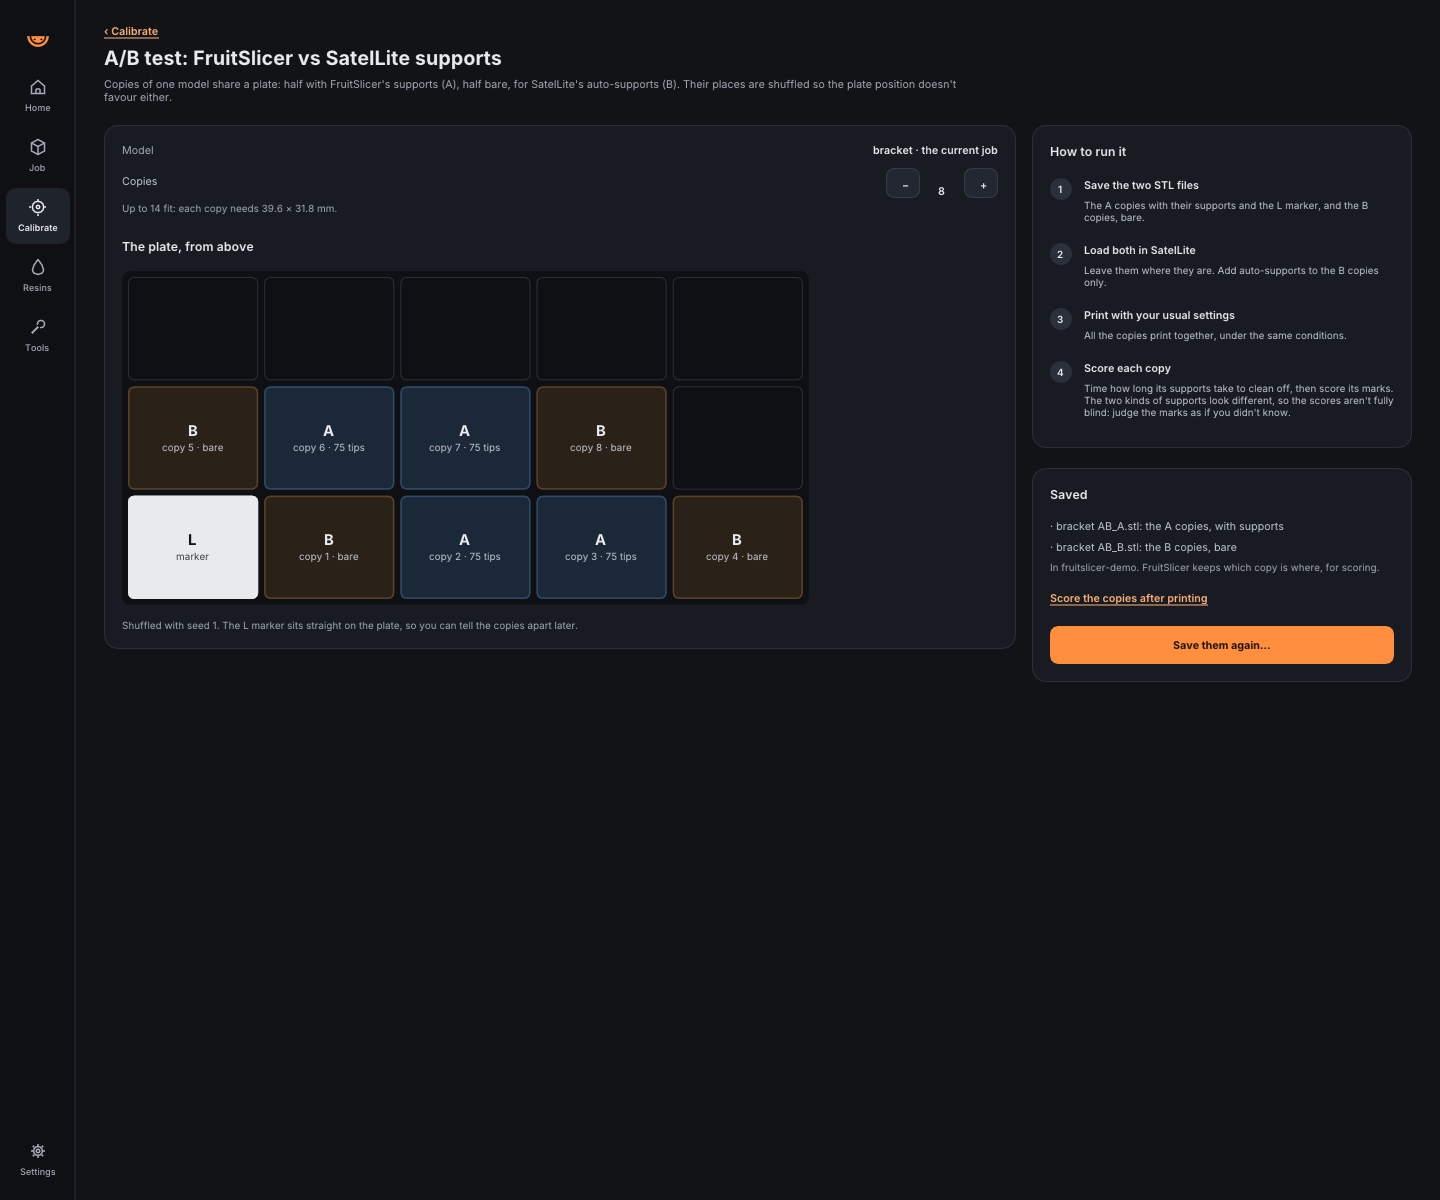 Home
Job
Calibrate
Resins
Tools
Settings
‹ Calibrate
A/B test: FruitSlicer vs SatelLite supports
Copies of one model share a plate: half with FruitSlicer's supports (A), half bare, for SatelLite's auto-supports (B). Their places are shuffled so the plate position doesn't
favour either.
Model
bracket · the current job
Copies
− 8 +
Up to 14 fit: each copy needs 39.6 × 31.8 mm.
The plate, from above
B
copy 5 · bare
A
copy 6 · 75 tips
A
copy 7 · 75 tips
B
copy 8 · bare
L
marker
B
copy 1 · bare
A
copy 2 · 75 tips
A
copy 3 · 75 tips
B
copy 4 · bare
Shuffled with seed 1. The L marker sits straight on the plate, so you can tell the copies apart later.
How to run it
1
Save the two STL files
The A copies with their supports and the L marker, and the B
copies, bare.
2
Load both in SatelLite
Leave them where they are. Add auto-supports to the B copies
only.
3
Print with your usual settings
All the copies print together, under the same conditions.
4
Score each copy
Time how long its supports take to clean off, then score its marks.
The two kinds of supports look different, so the scores aren't fully
blind: judge the marks as if you didn't know.
Saved
· bracket AB_A.stl: the A copies, with supports
· bracket AB_B.stl: the B copies, bare
In fruitslicer-demo. FruitSlicer keeps which copy is where, for scoring.
Score the copies after printing
Save them again...